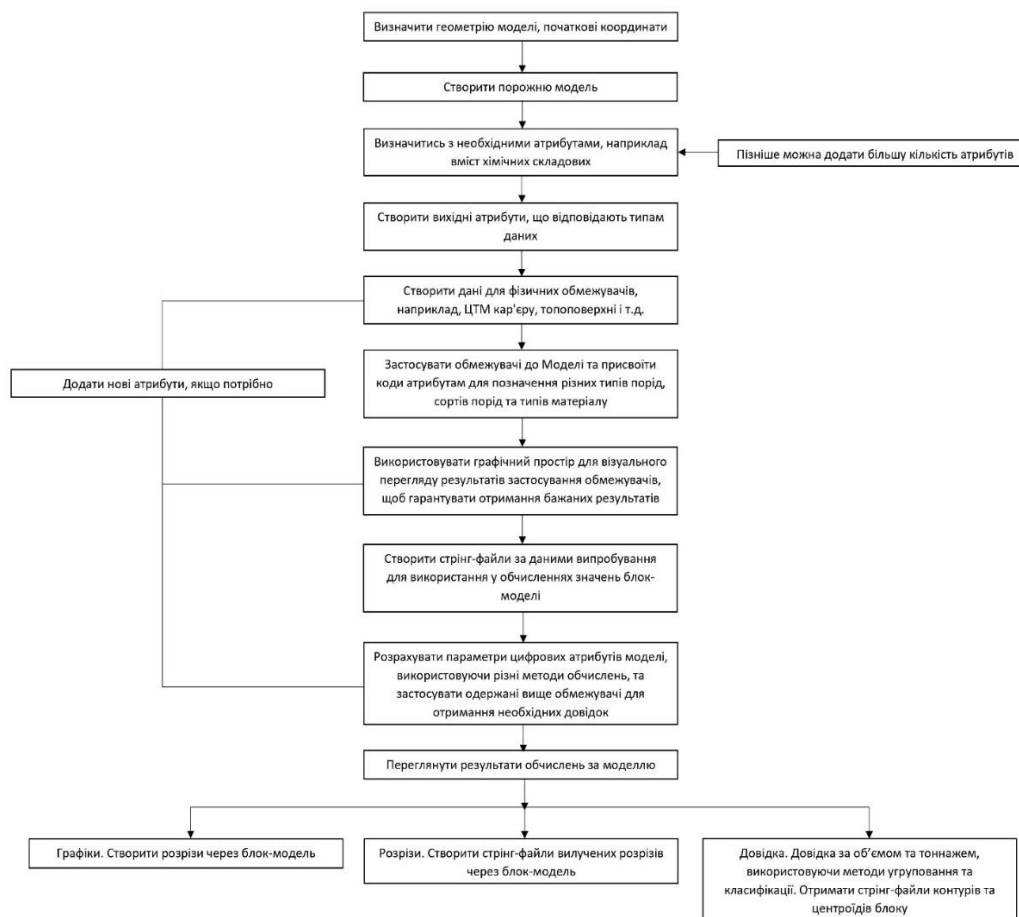 Визначити геометрію моделі, початкові координати
Створити порожню модель
Визначитись з необхідними атрибутами, наприклад
вміст хімічних складових
Пізніше можна додати більшу кількість атрибутів
Створити вихідні атрибути, що відповідають типам
даних
Створити дані для фізичних обмежувачів,
наприклад, ЦТМ кар'єру, топоповерхні і т.д.
Додати нові атрибути, якщо потрібно
Застосувати обмежувачі до Моделі та присвоїти
коди атрибутам для позначення різних типів порід,
сортів порід та типів матеріалу
Використовувати графічний простір для візуального
перегляду результатів застосування обмежувачів,
щоб гарантувати отримання бажаних результатів
Створити стрінг-файли за даними випробування
для використання у обчисленнях значень блок-
моделі
Розрахувати параметри цифрових атрибутів моделі,
використовуючи різні методи обчислень, та
застосувати одержані вище обмежувачі для
отримання необхідних довідок
Переглянути результати обчислень за моделлю
Графіки. Створити розрізи через блок-модель
Розрізи. Створити стрінг-файли вилучених розрізів
через блок-модель
Довідка. Довідка за об’ємом та тоннажем,
використовуючи методи угруповання та
класифікації. Отримати стрінг-файли контурів та
центроїдів блоку